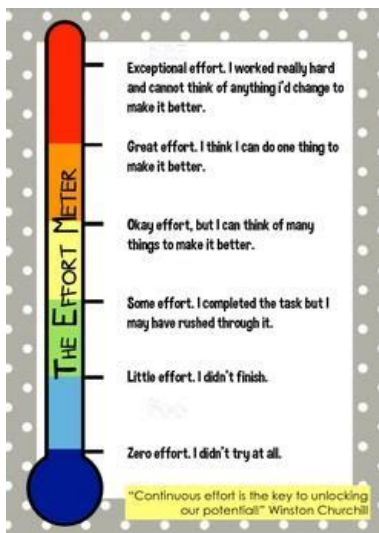 Exceptional effort. I worked really hard
and cannot think of anything i'd change to
make it better.
Great effort. I think I can do one thing to
make it better.
Okay effort, but I can think of many
things to make it better.
Some effort. I completed the task but I
may have rushed through it.
Little effort. I didn't finish.
Zero effort. I didn't try at all.
THE EFFORT METER
"Continuous effort is the key to unlocking
our potential!" Winston Churchill